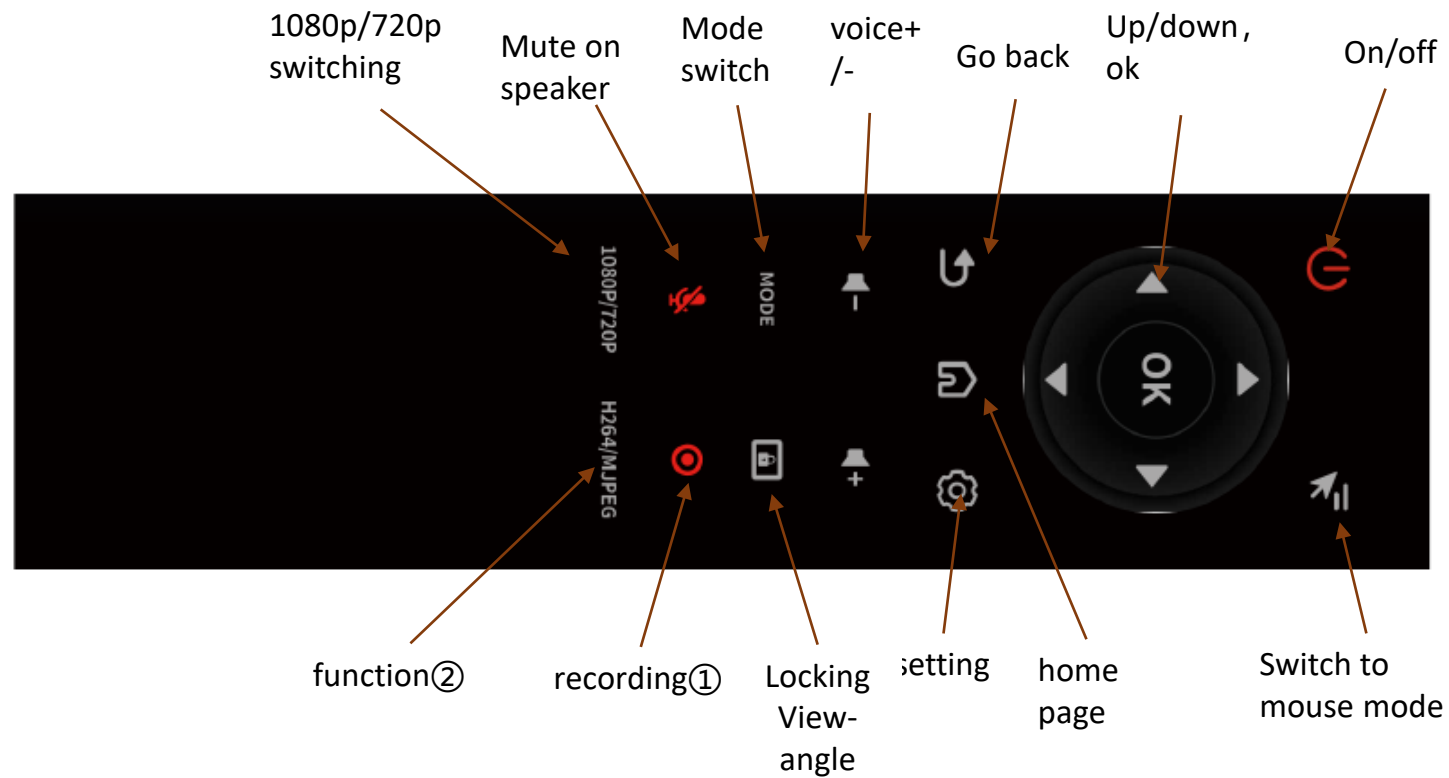 1080p/720p
switching
Mute on
speaker
Mode
switch
voice+
/-
Go back
Up/down,
ok
On/off
1080P/720P
MODE
-
OK
H264/MJPEG
+
function②
recording①
Locking
View-
angle
setting
home
page
Switch to
mouse mode